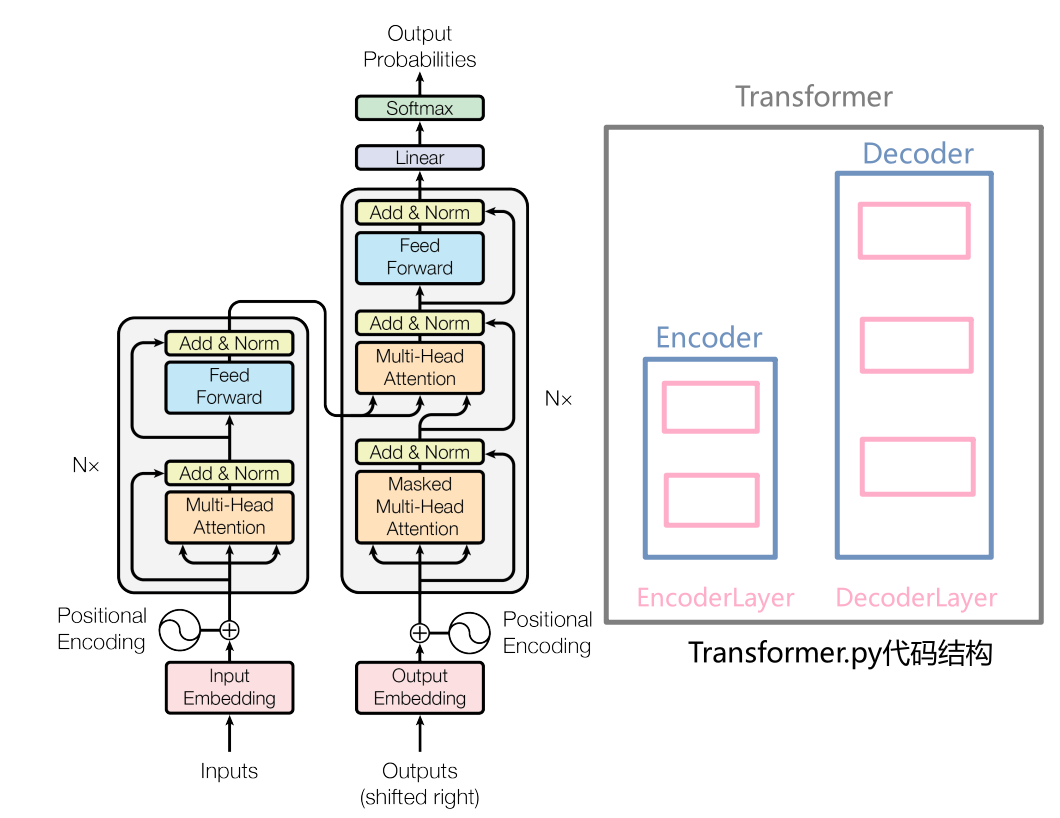 Output
Probabilities
Softmax
Linear
Add & Norm
Feed
Forward
Add & Norm
Multi-Head
Attention
Add & Norm
Masked
Multi-Head
Attention
N×
Add & Norm
Feed
Forward
Add & Norm
Multi-Head
Attention
N×
Positional
Encoding
Positional
Encoding
Input
Embedding
Output
Embedding
Inputs
Outputs
(shifted right)
Transformer
Decoder
Encoder
EncoderLayer
DecoderLayer
Transformer.py代码结构